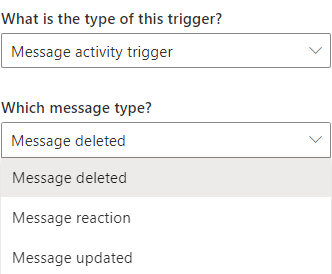 What is the type of this trigger?
Message activity trigger
Which message type?
Message deleted
Message deleted
Message reaction
Message updated